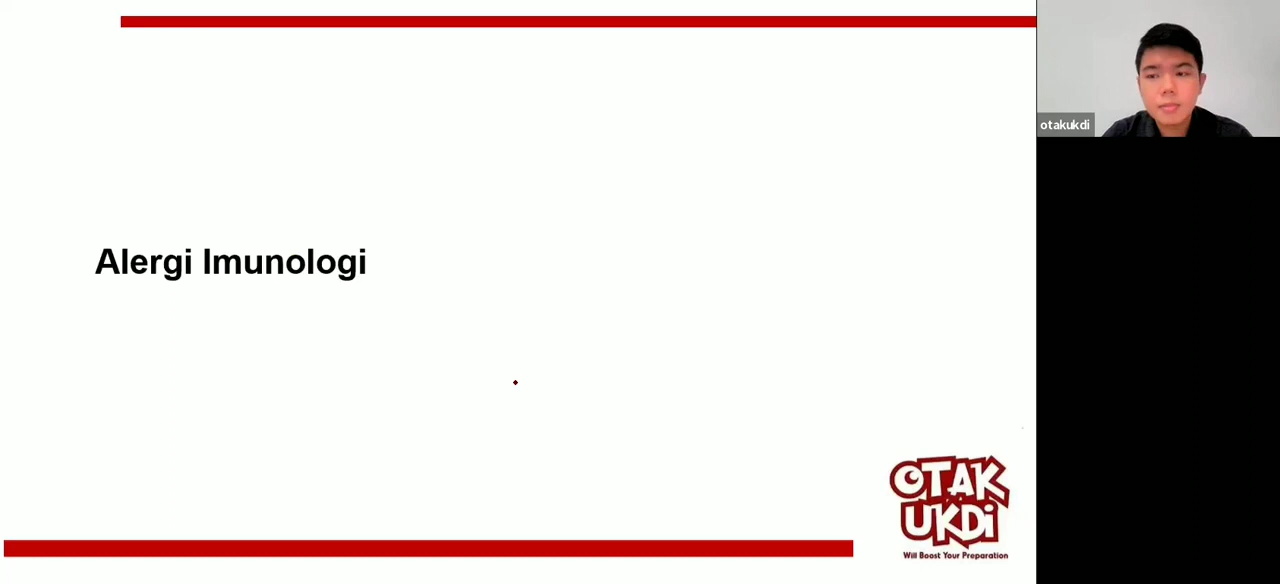 otakukdi
Alergi Imunologi
OTAK
UKDi
Will Boost Your Preparation